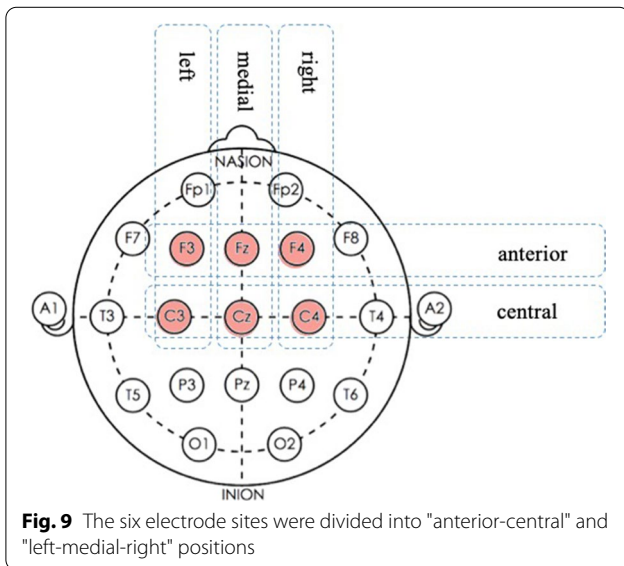 left medial right
NASION
Fp1 Fp2
F7 F3 Fz F4 F8 anterior
A1 T3 C3 Cz C4 T4 A2 central
T5 P3 Pz P4 T6
O1 O2
INION
Fig. 9 The six electrode sites were divided into "anterior-central" and
"left-medial-right" positions